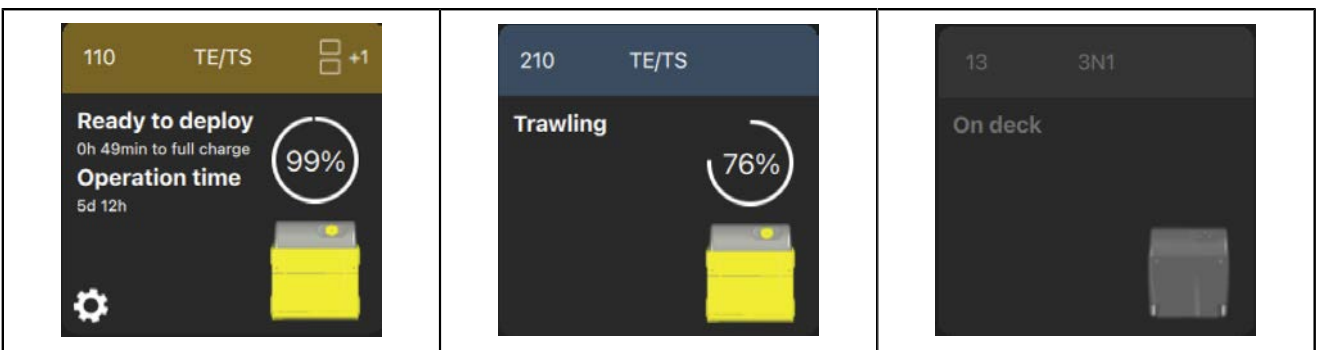 110 TE/TS +1
Ready to deploy
0h 49min to full charge
99%
Operation time
5d 12h
210 TE/TS
Trawling
76%
13 3N1
On deck